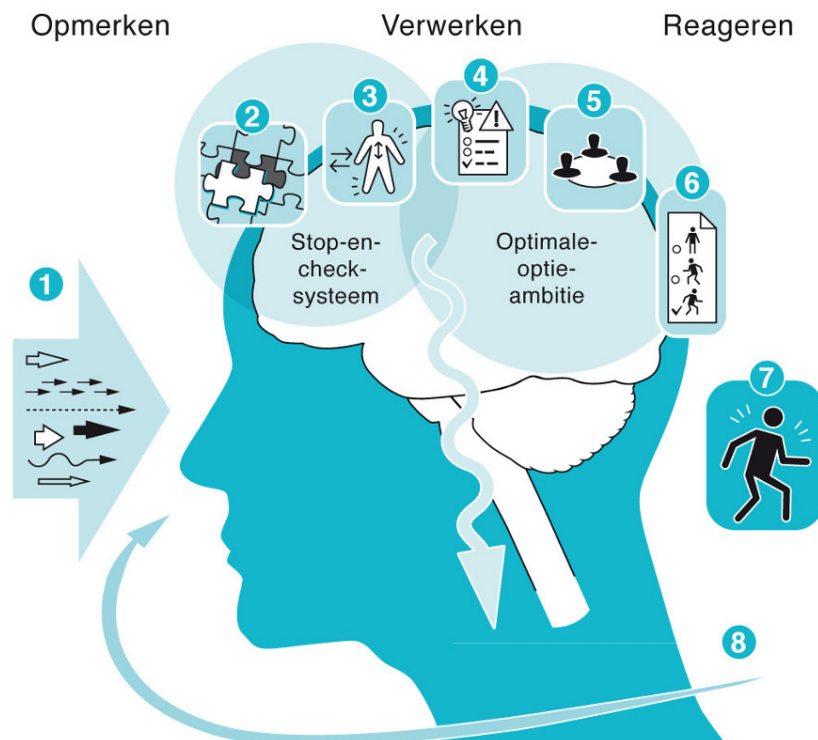 Opmerken
Verwerken
Reageren
4
3
5
2
6
Stop-en-
check-
systeem
Optimale-
optie-
ambitie
1
7
8